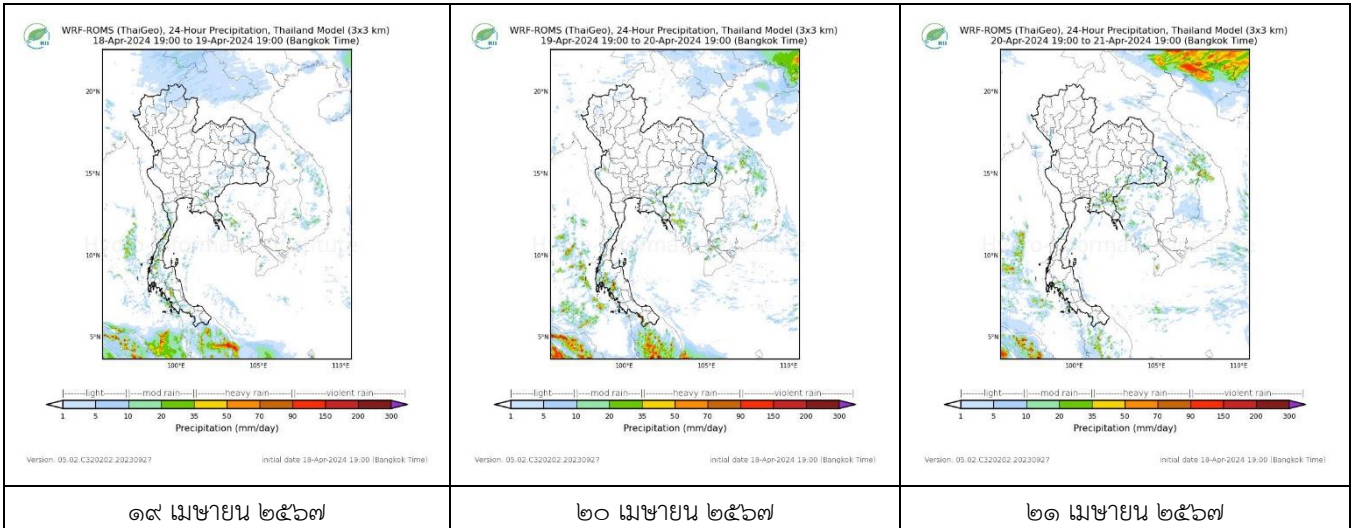 WRF-ROMS (ThaiGeo), 24-Hour Precipitation, Thailand Model (3x3 km)
18-Apr-2024 19:00 to 19-Apr-2024 19:00 (Bangkok Time)
HII
20°N
15°N
10°N
5°N
100°E 105°E 110°E
light mod rain heavy rain violent rain
1 5 10 20 35 50 70 90 150 200 300
Precipitation (mm/day)
Version: 05.02.C320202.20230927 initial date 18-Apr-2024 19:00 (Bangkok Time)
๑๙ เมษายน ๒๕๖๗
WRF-ROMS (ThaiGeo), 24-Hour Precipitation, Thailand Model (3x3 km)
19-Apr-2024 19:00 to 20-Apr-2024 19:00 (Bangkok Time)
HII
20°N
15°N
10°N
5°N
100°E 105°E 110°E
light mod rain heavy rain violent rain
1 5 10 20 35 50 70 90 150 200 300
Precipitation (mm/day)
Version: 05.02.C320202.20230927 initial date 18-Apr-2024 19:00 (Bangkok Time)
๒๐ เมษายน ๒๕๖๗
WRF-ROMS (ThaiGeo), 24-Hour Precipitation, Thailand Model (3x3 km)
20-Apr-2024 19:00 to 21-Apr-2024 19:00 (Bangkok Time)
HII
20°N
15°N
10°N
5°N
100°E 105°E 110°E
light mod rain heavy rain violent rain
1 5 10 20 35 50 70 90 150 200 300
Precipitation (mm/day)
Version: 05.02.C320202.20230927 initial date 18-Apr-2024 19:00 (Bangkok Time)
๒๑ เมษายน ๒๕๖๗